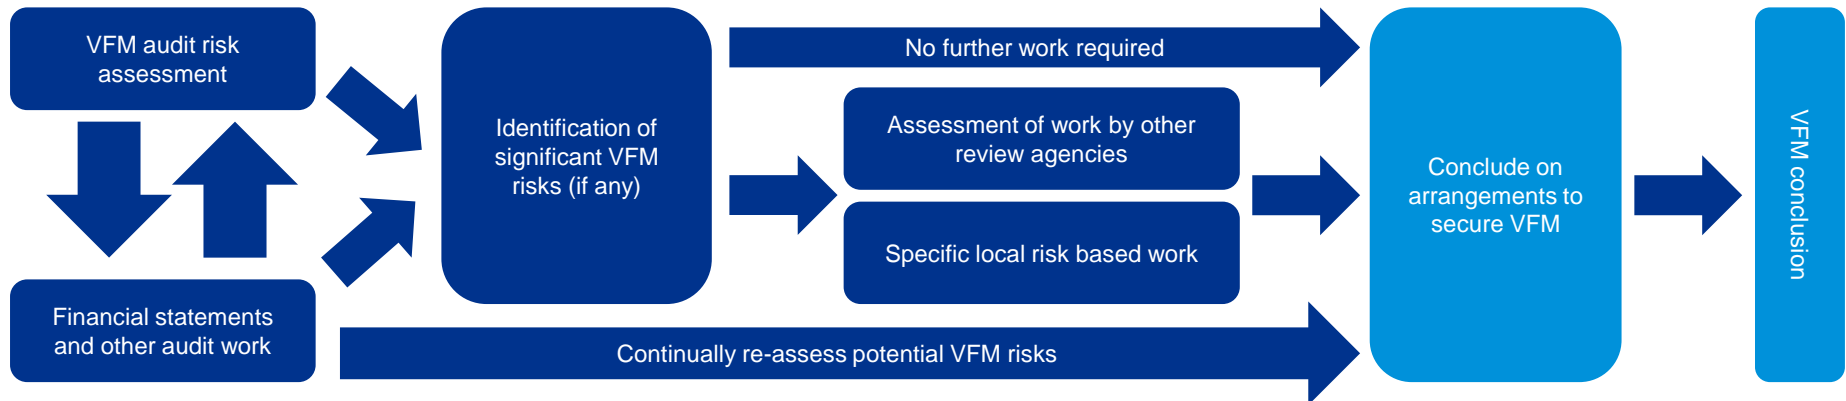 VFM audit risk
assessment
Financial statements
and other audit work
Identification of
significant VFM
risks (if any)
No further work required
Assessment of work by other
review agencies
Specific local risk based work
Continually re-assess potential VFM risks
Conclude on
arrangements to
secure VFM
VFM conclusion